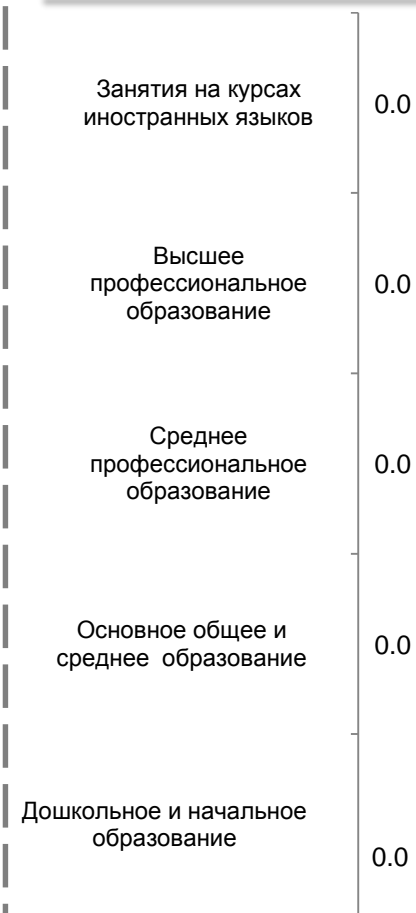 Занятия на курсах
иностранных языков
0.0
Высшее
профессиональное
образование
0.0
Среднее
профессиональное
образование
0.0
Основное общее и
среднее  образование
0.0
Дошкольное и начальное
образование
0.0